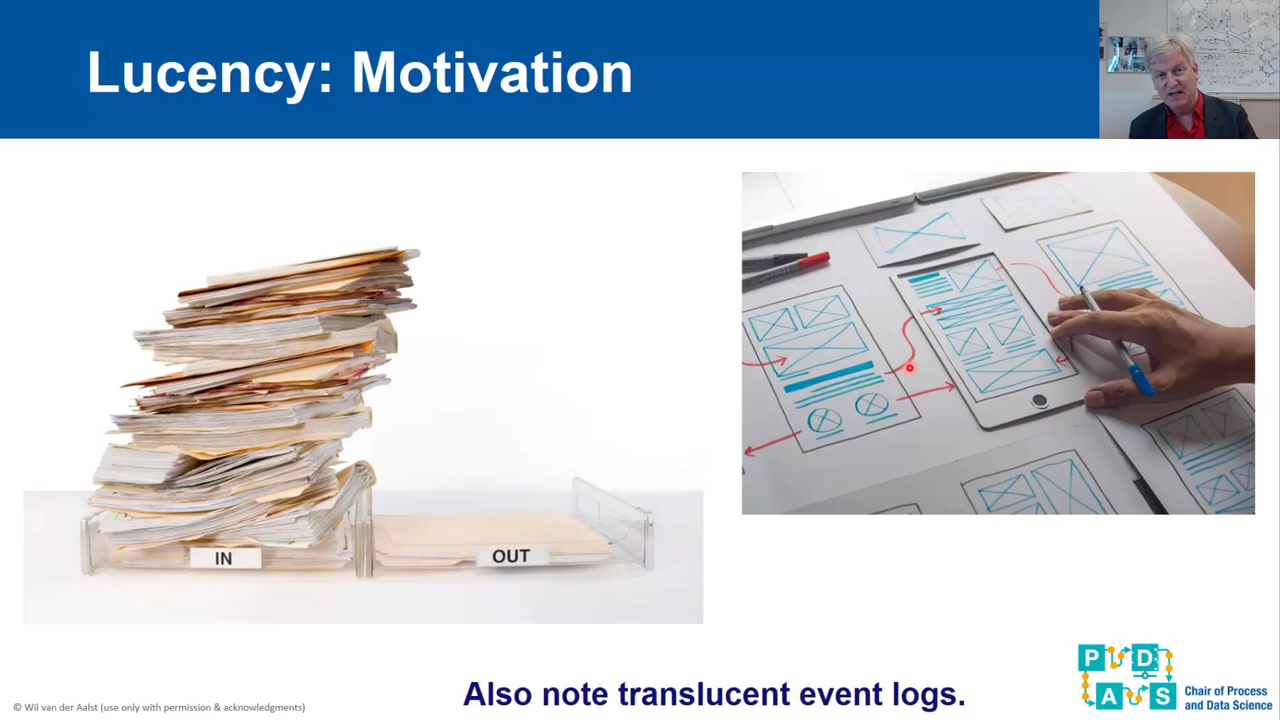 Lucency: Motivation
IN
OUT
Also note translucent event logs.
© Wil van der Aalst (use only with permission & acknowledgments)
P D
A S
Chair of Process
and Data Science